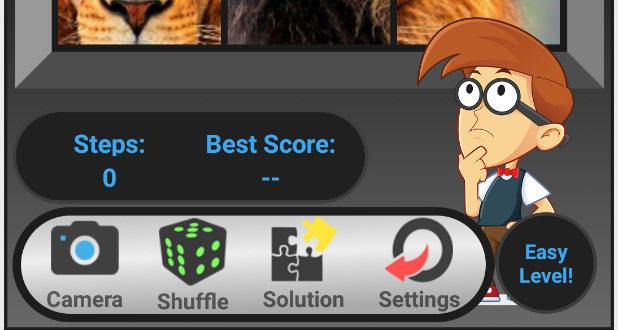 Steps:
0
Best Score:
--
Camera
Shuffle
Solution
Settings
Easy
Level!